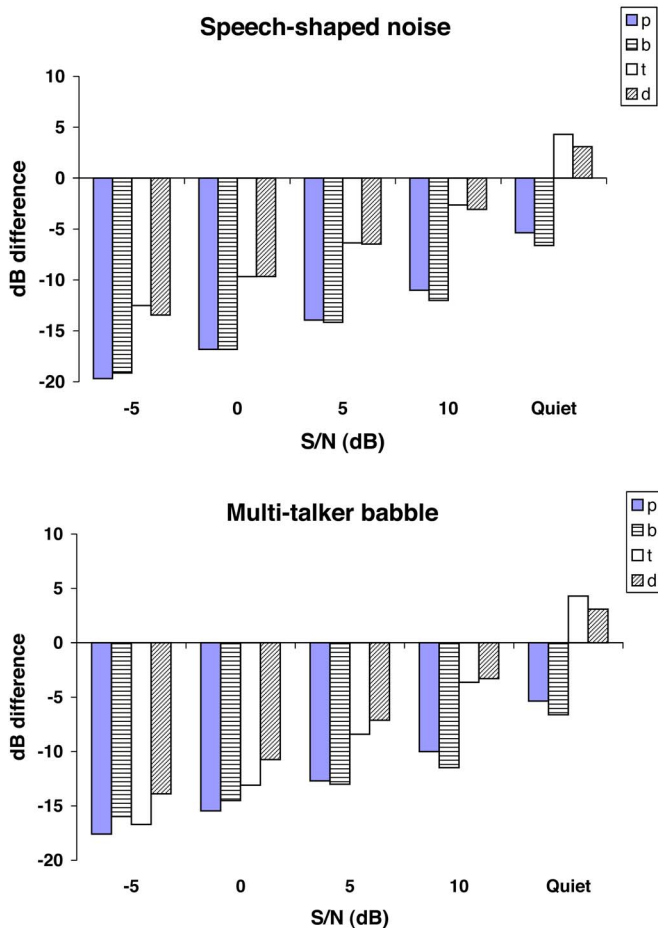 Speech-shaped noise
p
b
t
d
10
5
0
-5
-10
-15
-20
dB difference
-5 0 5 10 Quiet
S/N (dB)
Multi-talker babble
p
b
t
d
10
5
0
-5
-10
-15
-20
dB difference
-5 0 5 10 Quiet
S/N (dB)